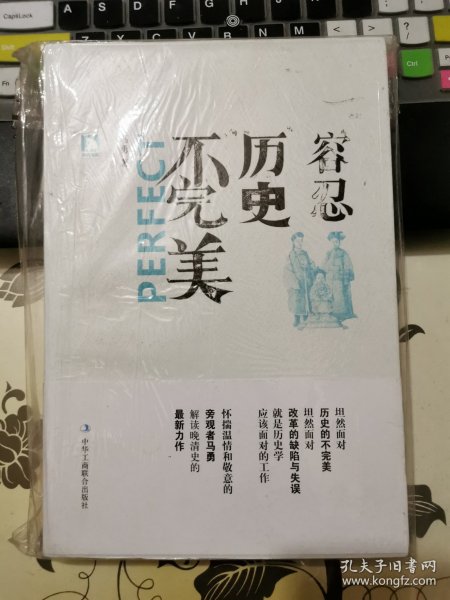 容忍
历史
不完美
PERFECT
坦然面对
历史的不完美
坦然面对
改革的缺陷与失误
就是历史学
应该面对的工作
怀揣温情和敬意的
旁观者马勇
解读晚清史的
最新力作
中华工商联合出版社
CapsLock
A
S
D
F
G
H
J
K
L
Shift
Fn
Ctrl
孔夫子旧书网
www.kongfz.com